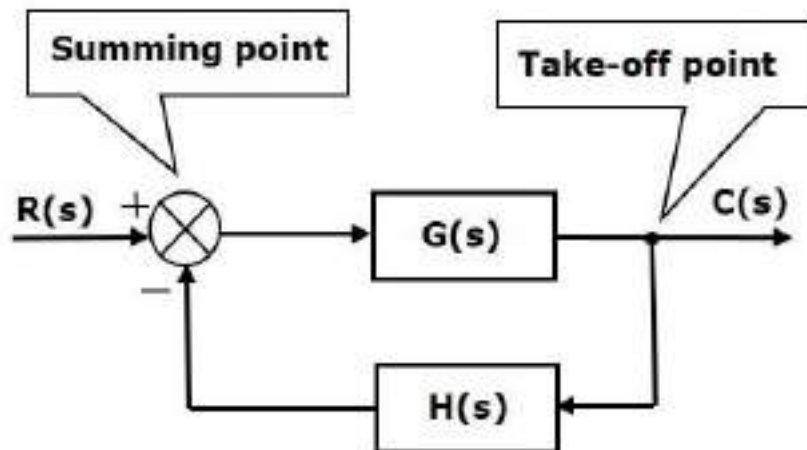 Summing point
Take-off point
R(s)
+
G(s)
C(s)
−
H(s)